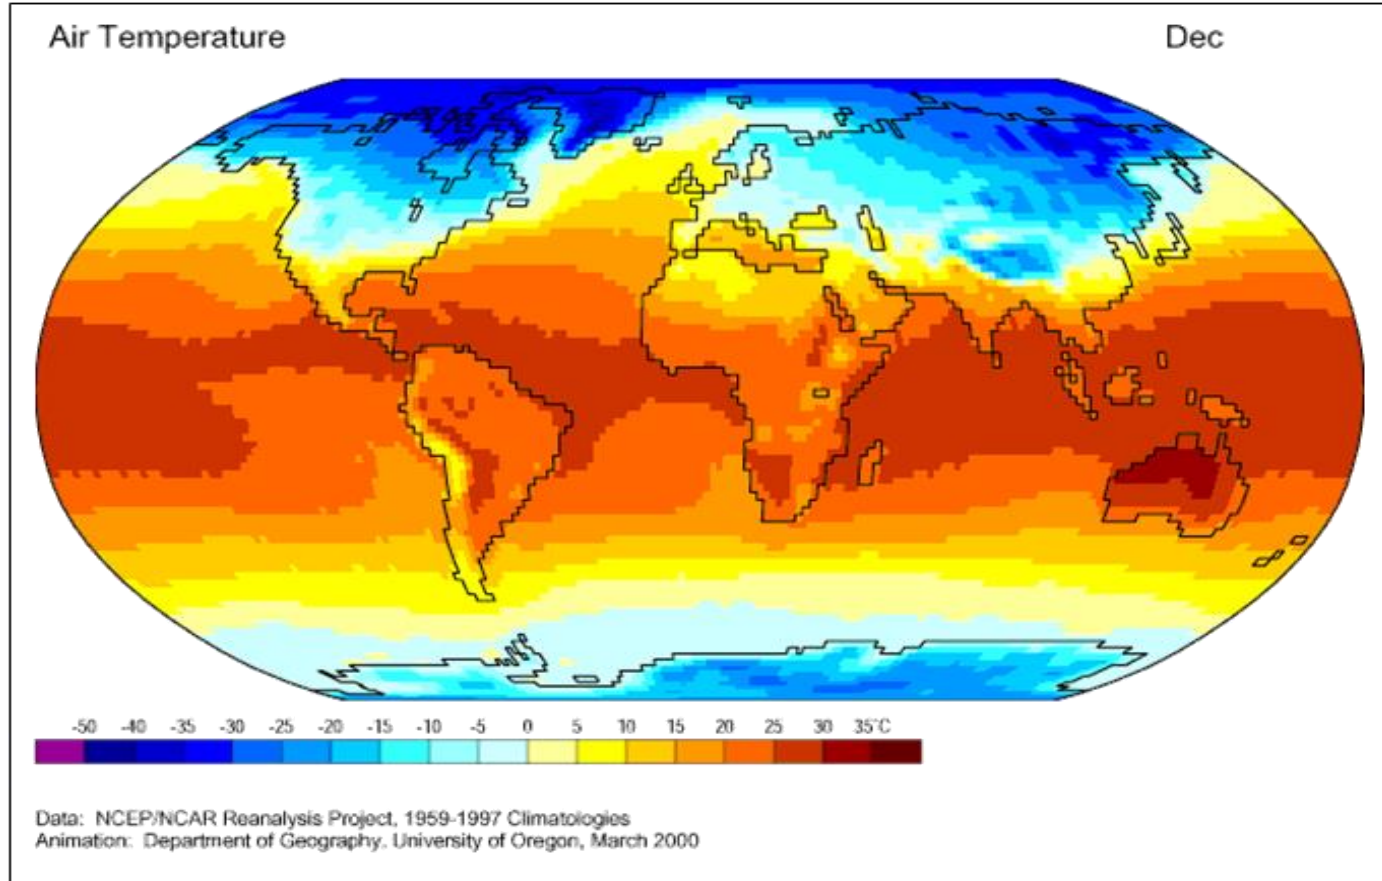 Air Temperature Dec
-50 -40 -35 -30 -25 -20 -15 -10 -5 0 5 10 15 20 25 30 35°C
Data: NCEP/NCAR Reanalysis Project, 1959-1997 Climatologies
Animation: Department of Geography. University of Oregon, March 2000